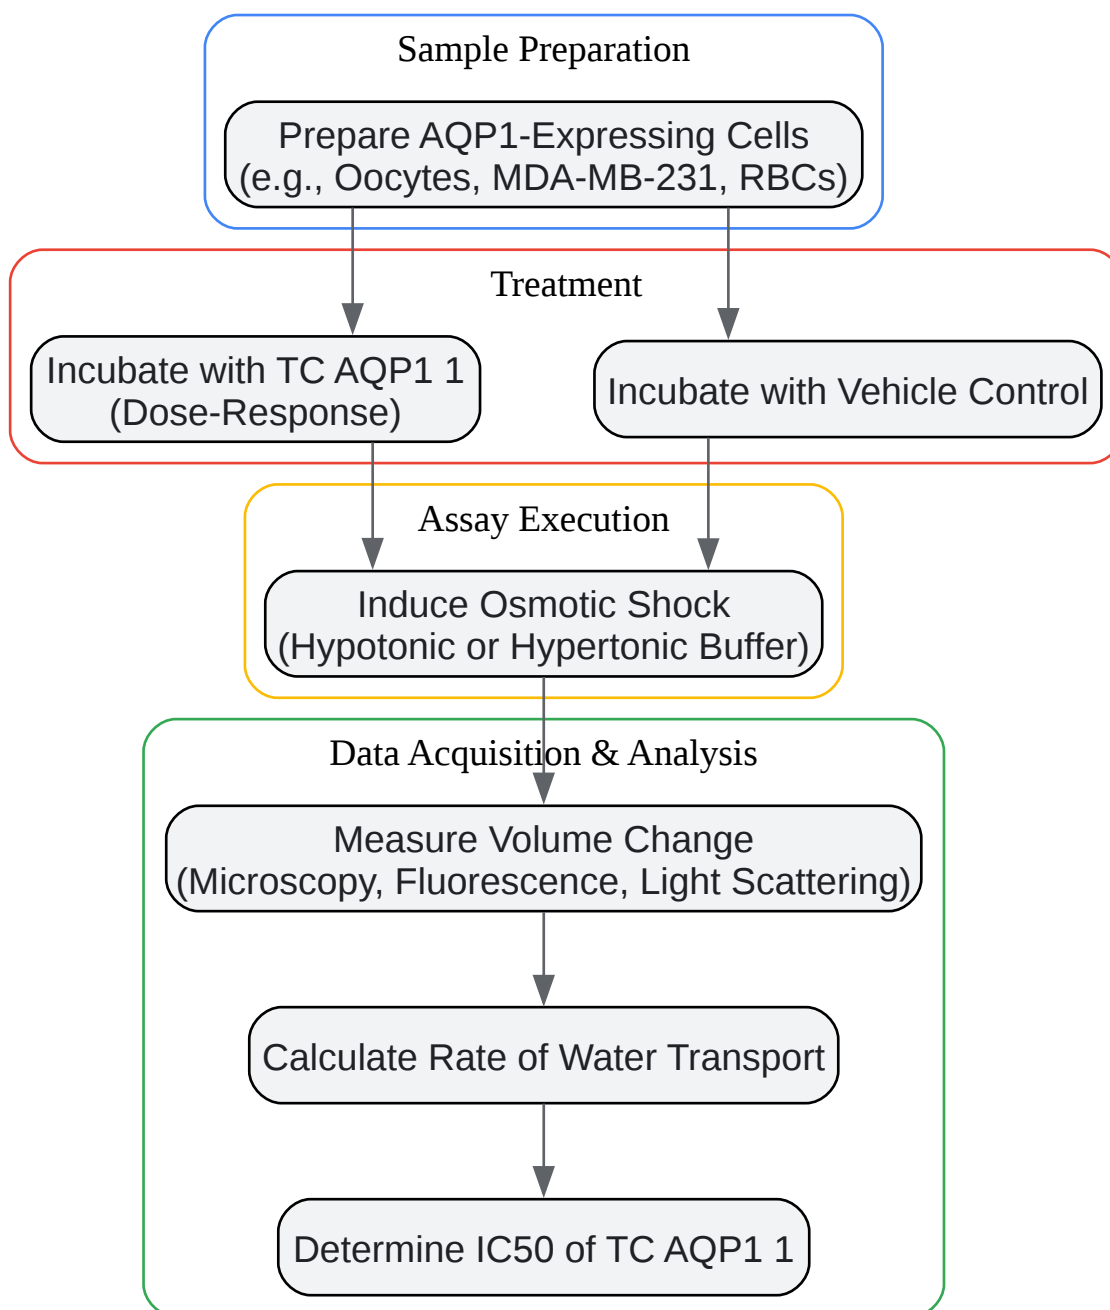 Sample Preparation
Prepare AQP1-Expressing Cells
(e.g., Oocytes, MDA-MB-231, RBCs)
Treatment
Incubate with TC AQP1 1
(Dose-Response)
Incubate with Vehicle Control
Assay Execution
Induce Osmotic Shock
(Hypotonic or Hypertonic Buffer)
Data Acquisition & Analysis
Measure Volume Change
(Microscopy, Fluorescence, Light Scattering)
Calculate Rate of Water Transport
Determine IC50 of TC AQP1 1